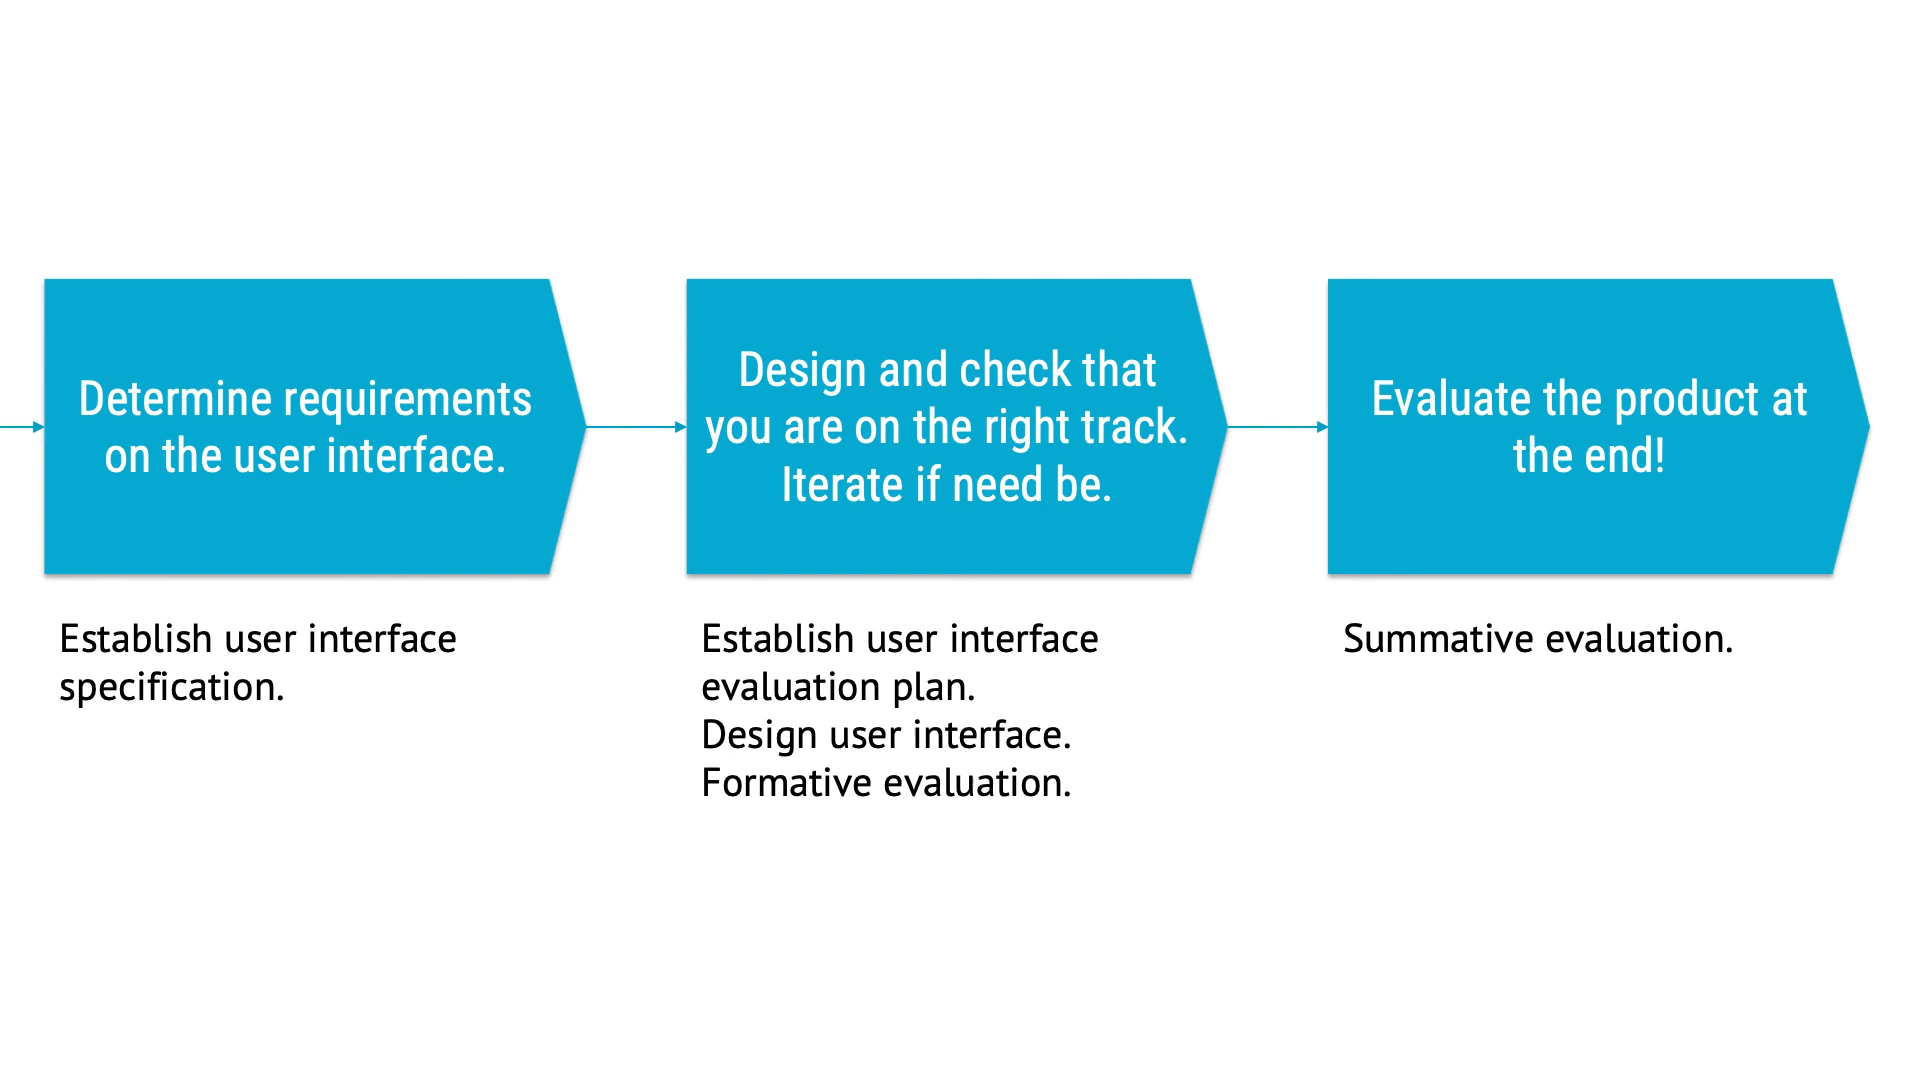 Determine requirements
on the user interface.
Establish user interface
specification.
Design and check that
you are on the right track.
Iterate if need be.
Establish user interface
evaluation plan.
Design user interface.
Formative evaluation.
Evaluate the product at
the end!
Summative evaluation.